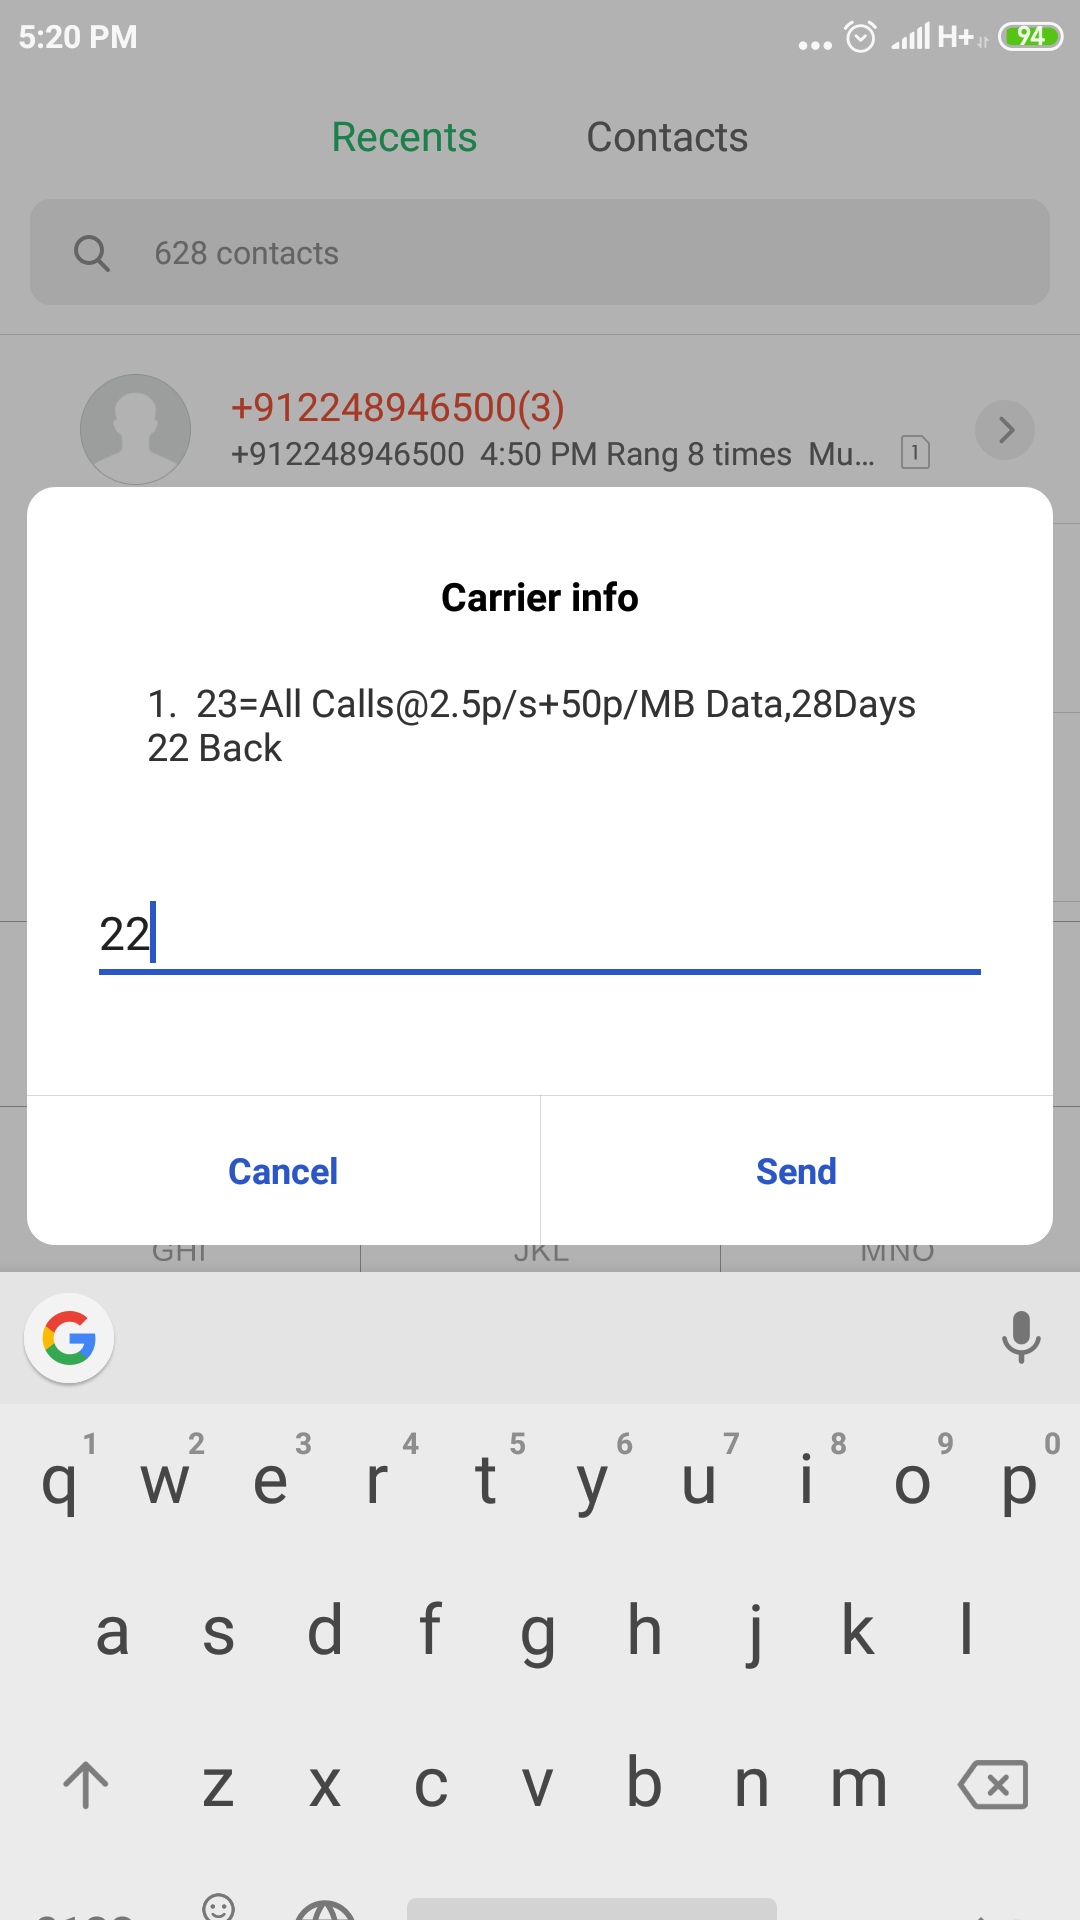 5:20 PM
... H+ 94
Recents Contacts
628 contacts
+912248946500(3)
+912248946500 4:50 PM Rang 8 times Mu... 1
Carrier info
1. 23=All Calls@2.5p/s+50p/MB Data,28Days
22 Back
22
Cancel Send
GHI JKL MNO
1 2 3 4 5 6 7 8 9 0
q w e r t y u i o p
a s d f g h j k l
z x c v b n m